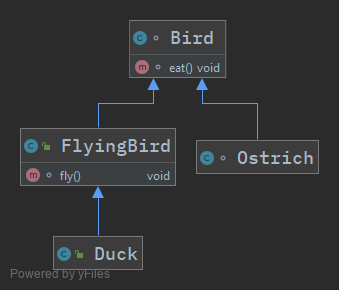 Bird
eat() void
FlyingBird
fly() void
Ostrich
Duck
Powered by yFiles